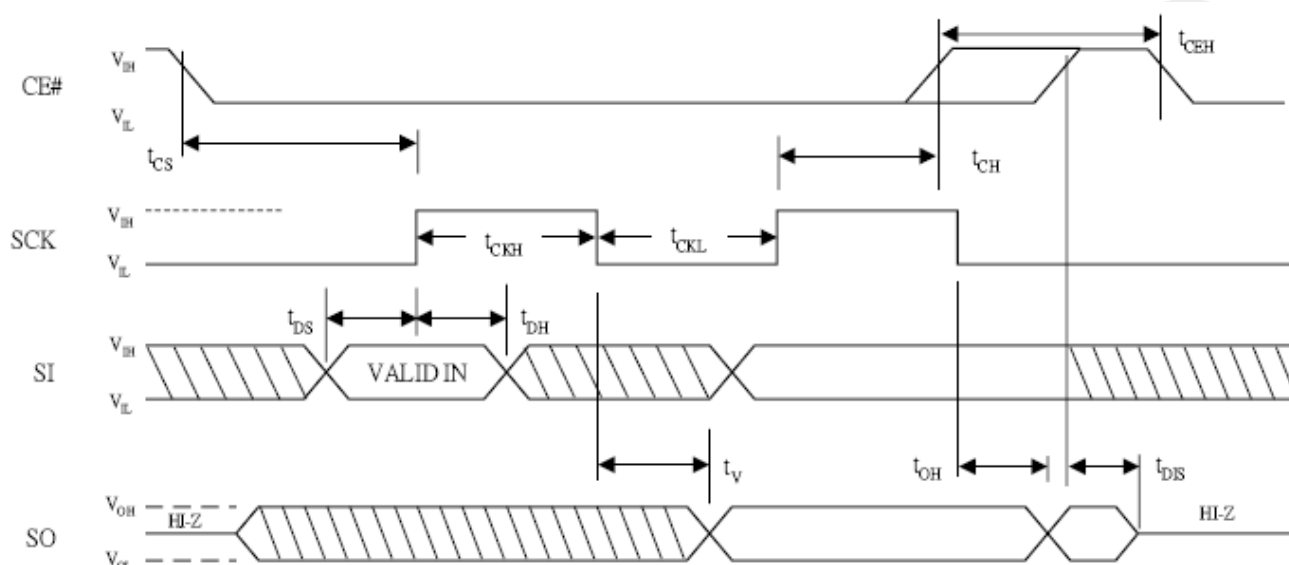 t_CEH
V_IH
CE#
V_IL
t_CS
t_CH
V_IH
SCK
t_CKH
t_CKL
V_IL
t_DS
t_DH
V_IH
SI
VALID IN
V_IL
t_V
t_OH
t_DIS
V_OH
HI-Z
HI-Z
SO
V_OL